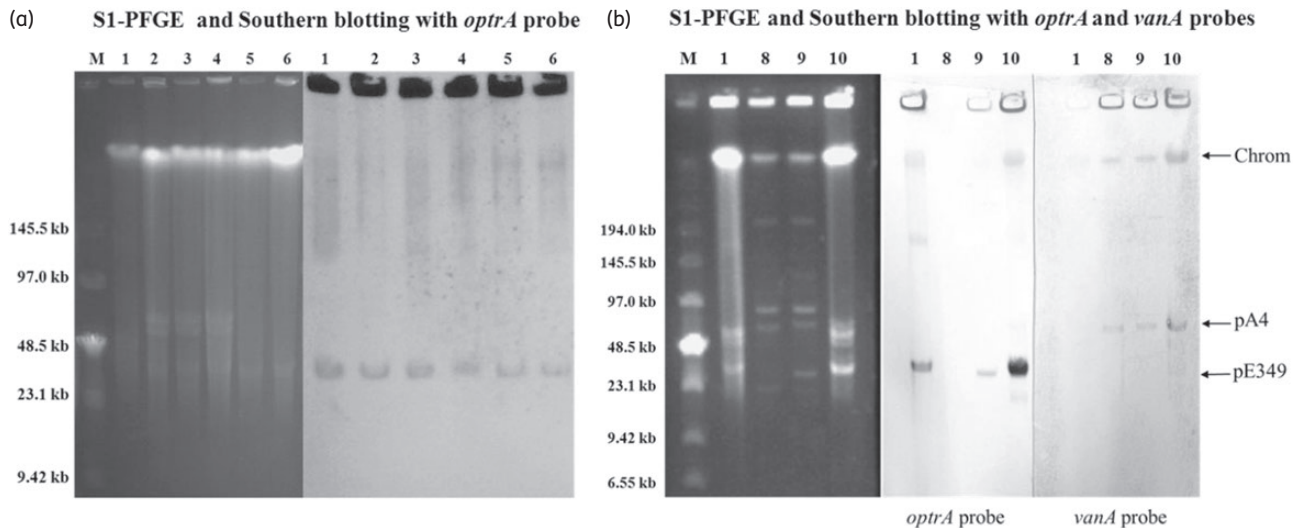 (a)
S1-PFGE and Southern blotting with optrA probe
M 1 2 3 4 5 6 1 2 3 4 5 6
145.5 kb
97.0 kb
48.5 kb
23.1 kb
9.42 kb
(b)
S1-PFGE and Southern blotting with optrA and vanA probes
M 1 8 9 10 1 8 9 10 1 8 9 10
194.0 kb
145.5 kb
97.0 kb
48.5 kb
23.1 kb
9.42 kb
6.55 kb
Chrom
pA4
pE349
optrA probe
vanA probe